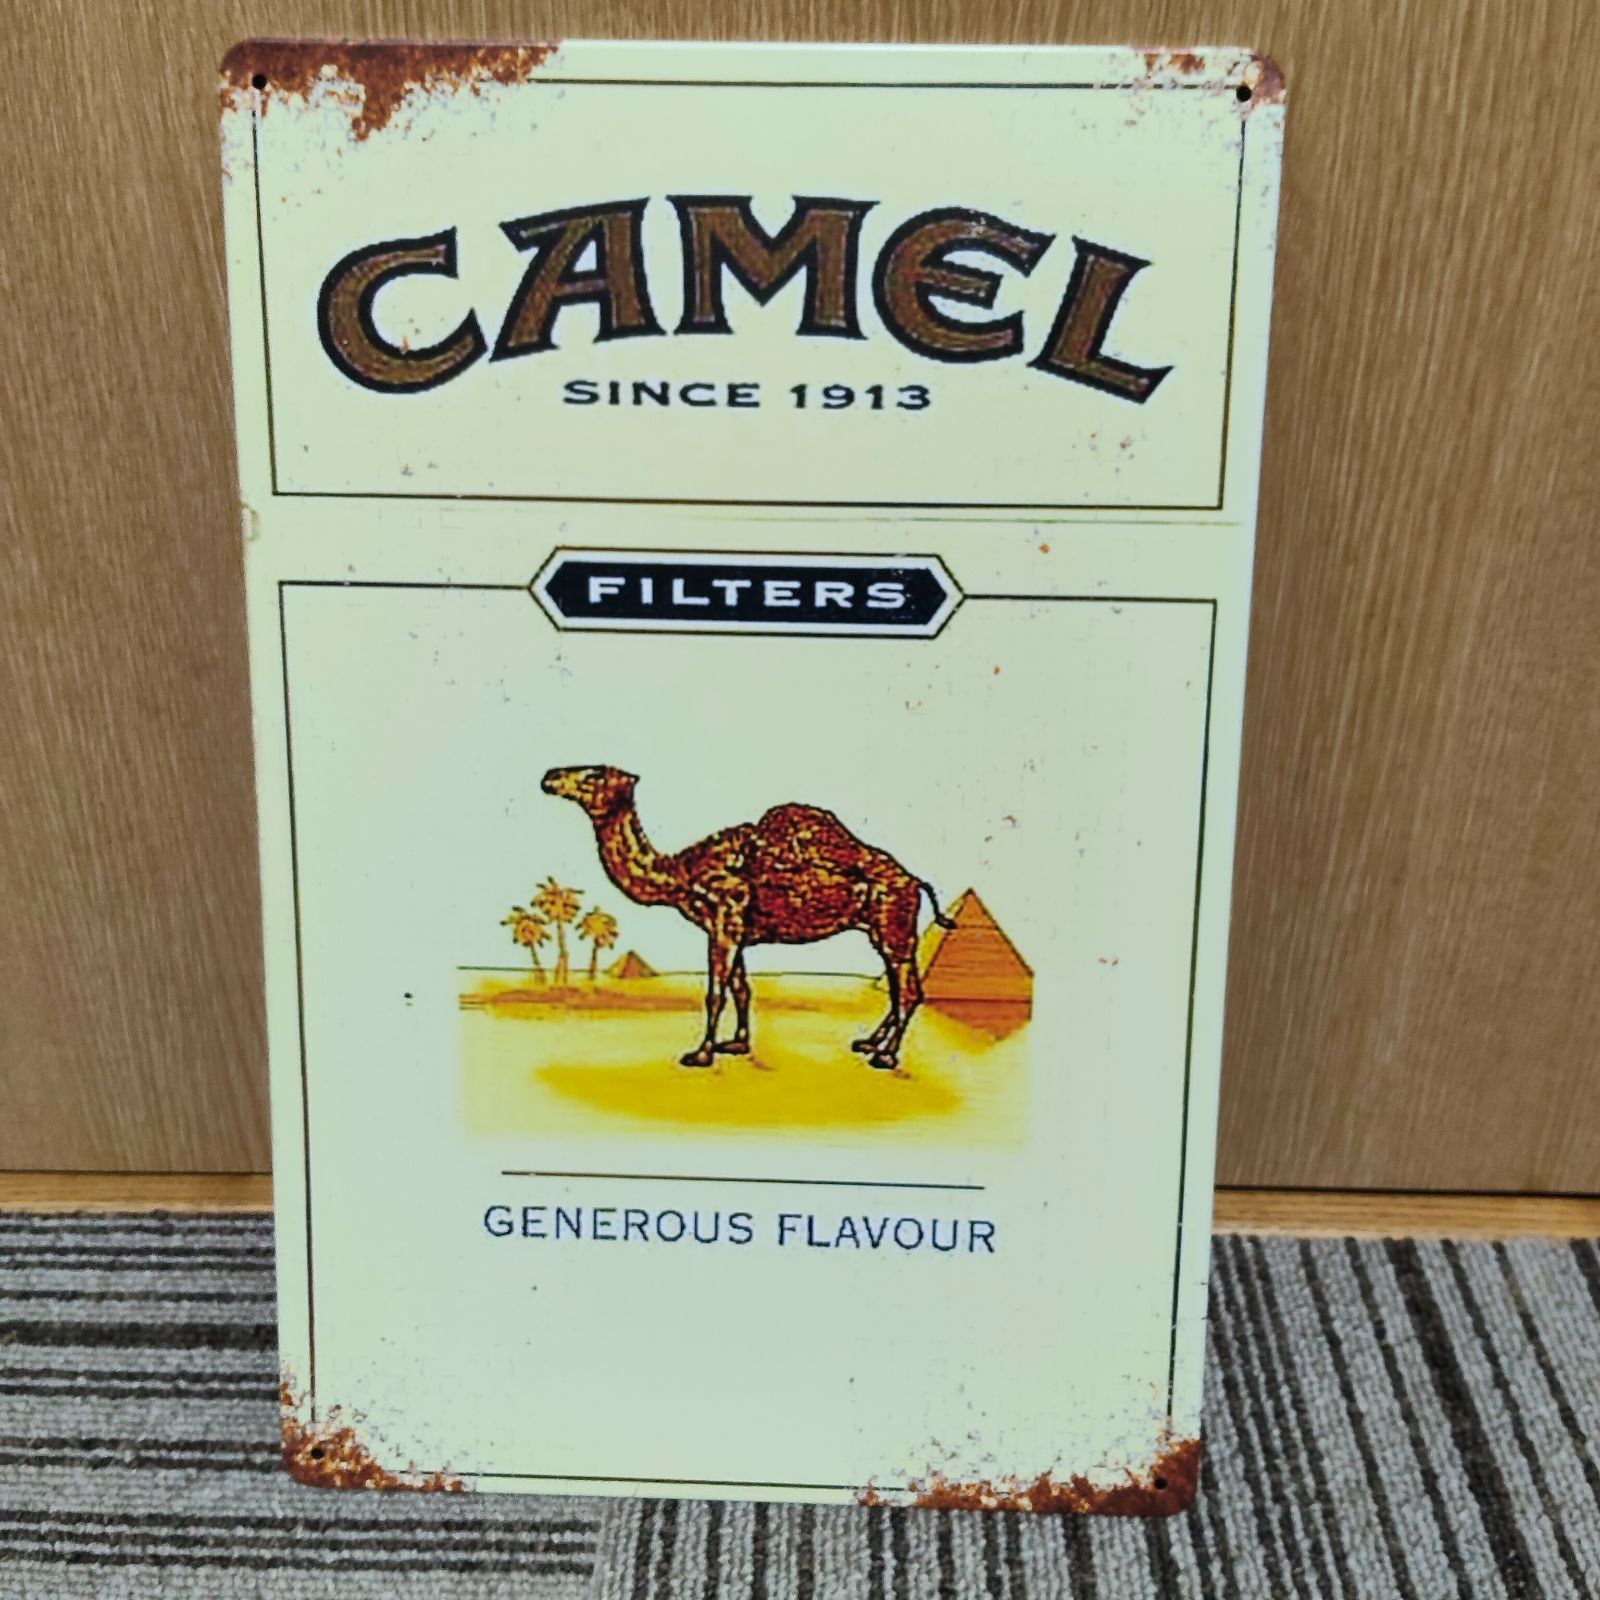 CAMEL
SINCE 1913
FILTERS
GENEROUS FLAVOUR